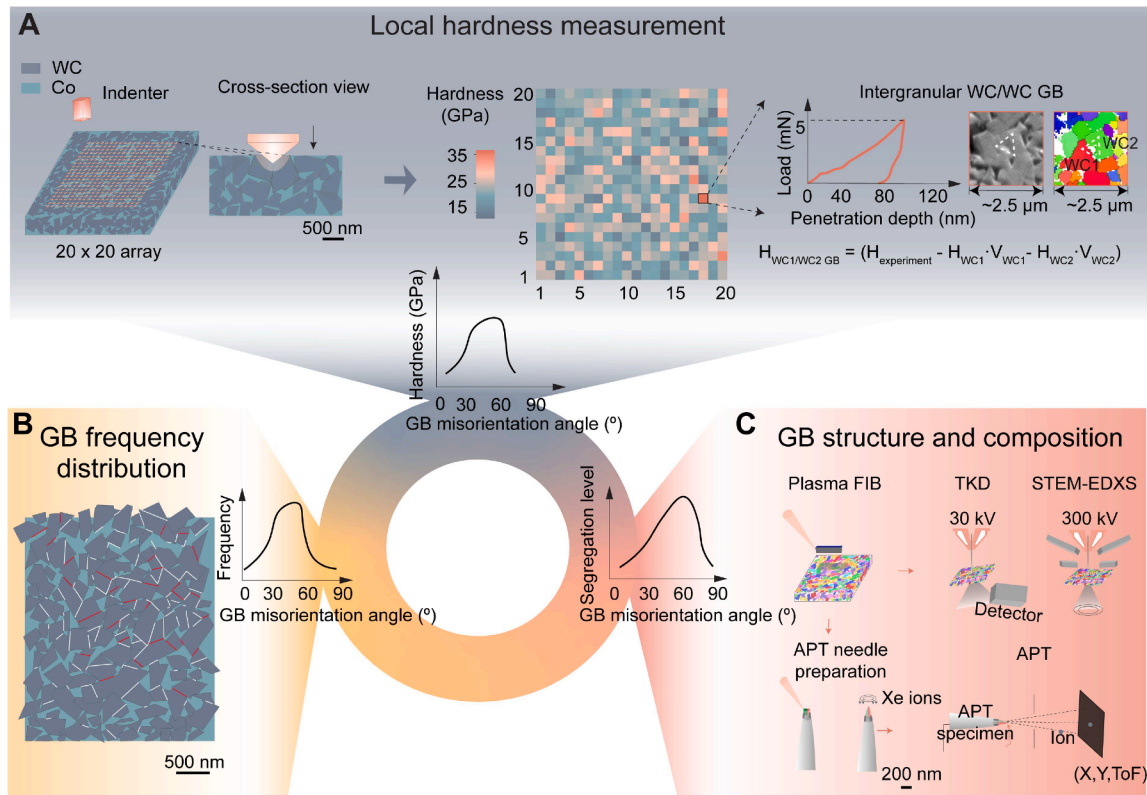 A
Local hardness measurement
WC
Co
Indenter
20 x 20 array
Cross-section view
500 nm
Hardness
(GPa)
35
25
15
20
15
10
5
1
1 5 10 15 20
Intergranular WC/WC GB
Load (mN)
5
0 40 80 120
Penetration depth (nm)
WC1
WC2
~2.5 µm
~2.5 µm
H_WC1/WC2 GB = (H_experiment - H_WC1·V_WC1- H_WC2·V_WC2)
Hardness (GPa)
0 30 60 90
GB misorientation angle (º)
B
GB frequency
distribution
500 nm
Frequency
0 30 60 90
GB misorientation angle (º)
Segregation level
0 30 60 90
GB misorientation angle (º)
C
GB structure and composition
Plasma FIB
TKD
30 kV
Detector
STEM-EDXS
300 kV
APT needle
preparation
Xe ions
200 nm
APT
APT
specimen
Ion
(X,Y,ToF)